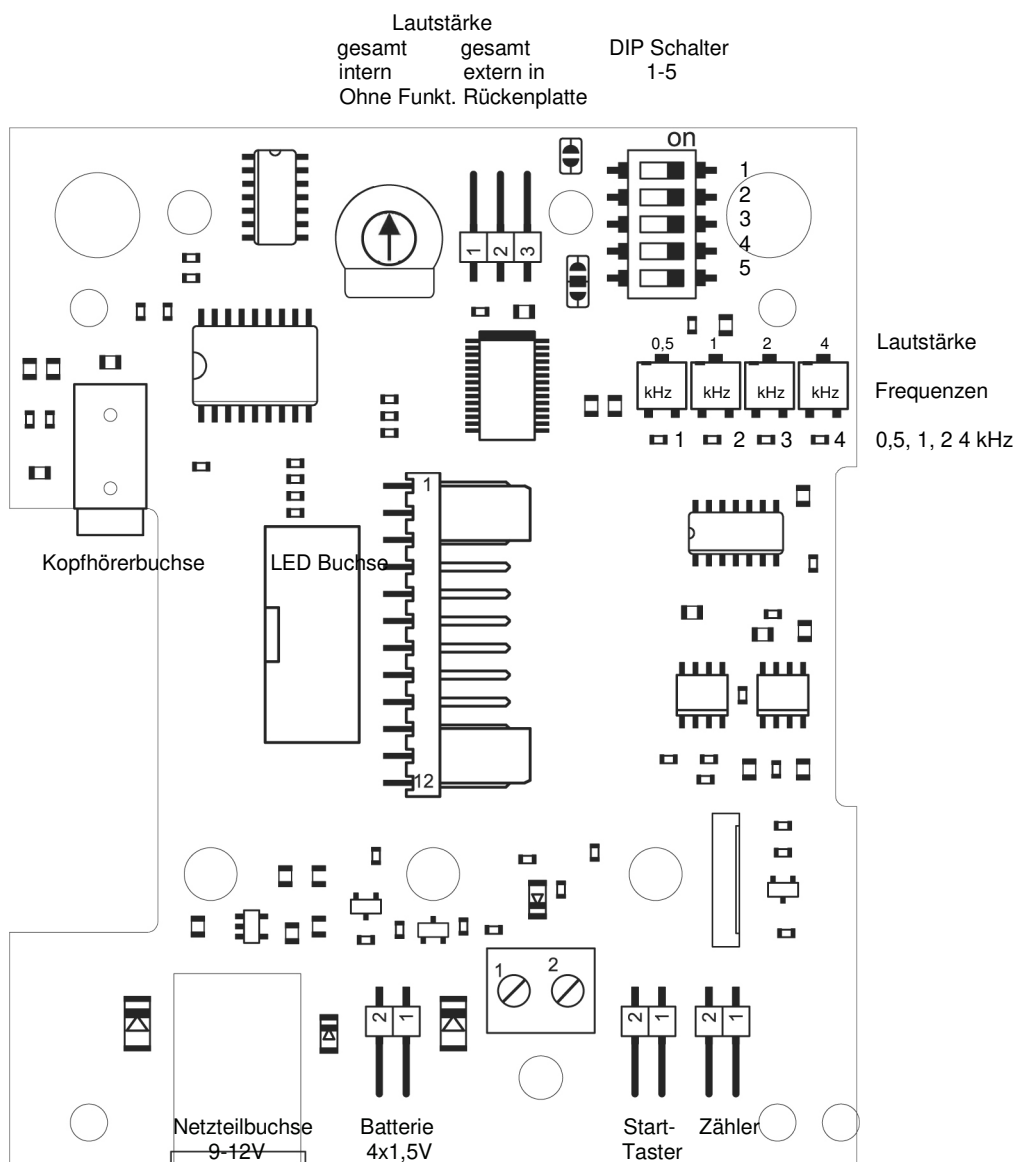 Lautstärke
gesamt gesamt DIP Schalter
intern extern in 1-5
Ohne Funkt. Rückenplatte
on
1
2
3
4
5
1 2 3
0,5 1 2 4 Lautstärke
kHz kHz kHz kHz Frequenzen
1 2 3 4 0,5, 1, 2 4 kHz
1
Kopfhörerbuchse LED Buchse
12
1 2
2 1 2 1 2 1
Netzteilbuchse Batterie Start- Zähler
9-12V 4x1,5V Taster